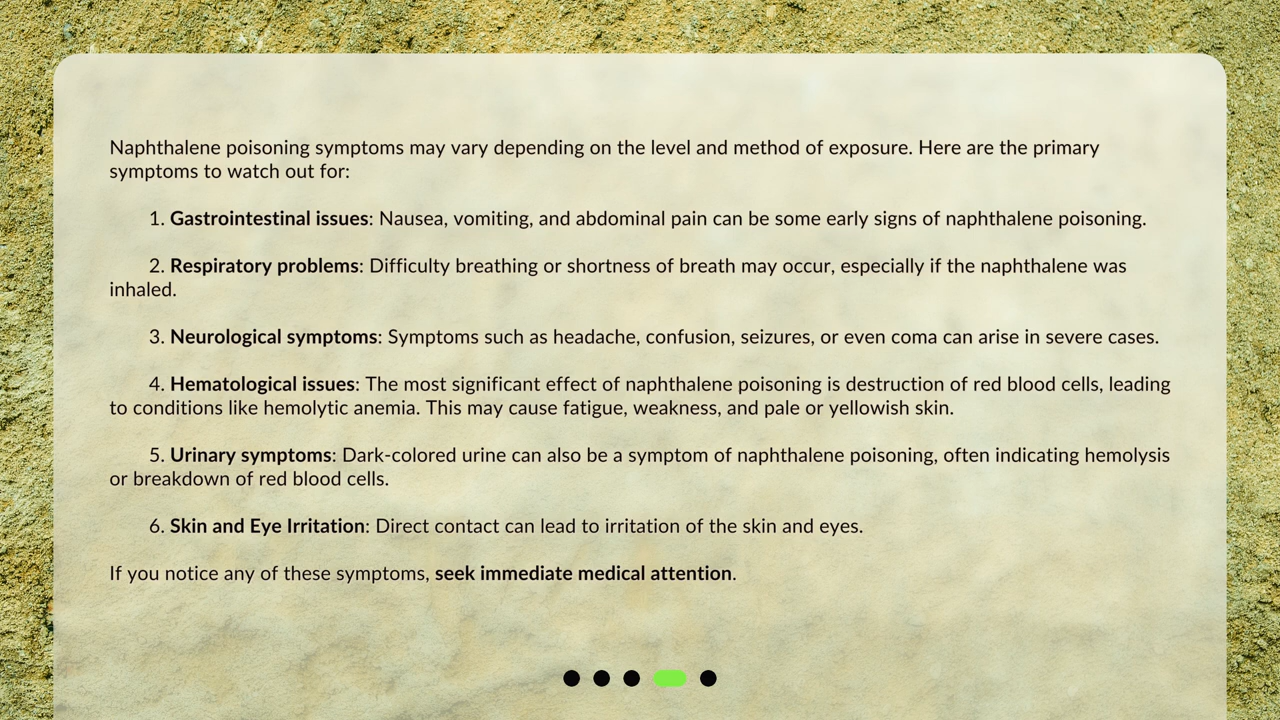 Naphthalene poisoning symptoms may vary depending on the level and method of exposure. Here are the primary
symptoms to watch out for:
1. Gastrointestinal issues: Nausea, vomiting, and abdominal pain can be some early signs of naphthalene poisoning.
2. Respiratory problems: Difficulty breathing or shortness of breath may occur, especially if the naphthalene was
inhaled.
3. Neurological symptoms: Symptoms such as headache, confusion, seizures, or even coma can arise in severe cases.
4. Hematological issues: The most significant effect of naphthalene poisoning is destruction of red blood cells, leading
to conditions like hemolytic anemia. This may cause fatigue, weakness, and pale or yellowish skin.
5. Urinary symptoms: Dark-colored urine can also be a symptom of naphthalene poisoning, often indicating hemolysis
or breakdown of red blood cells.
6. Skin and Eye Irritation: Direct contact can lead to irritation of the skin and eyes.
If you notice any of these symptoms, seek immediate medical attention.